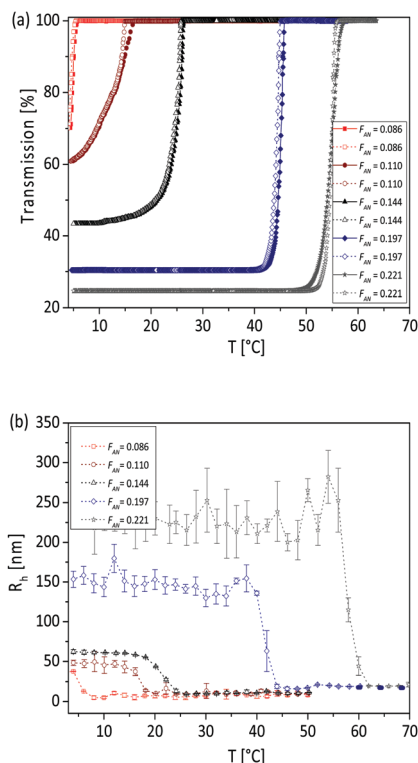 (a)
100
80
60
40
20
Transmission [%]
F_AN = 0.086
F_AN = 0.086
F_AN = 0.110
F_AN = 0.110
F_AN = 0.144
F_AN = 0.144
F_AN = 0.197
F_AN = 0.197
F_AN = 0.221
F_AN = 0.221
10 20 30 40 50 60 70
T [°C]
(b)
350
300
250
200
150
100
50
0
R_h [nm]
F_AN = 0.086
F_AN = 0.110
F_AN = 0.144
F_AN = 0.197
F_AN = 0.221
10 20 30 40 50 60 70
T [°C]